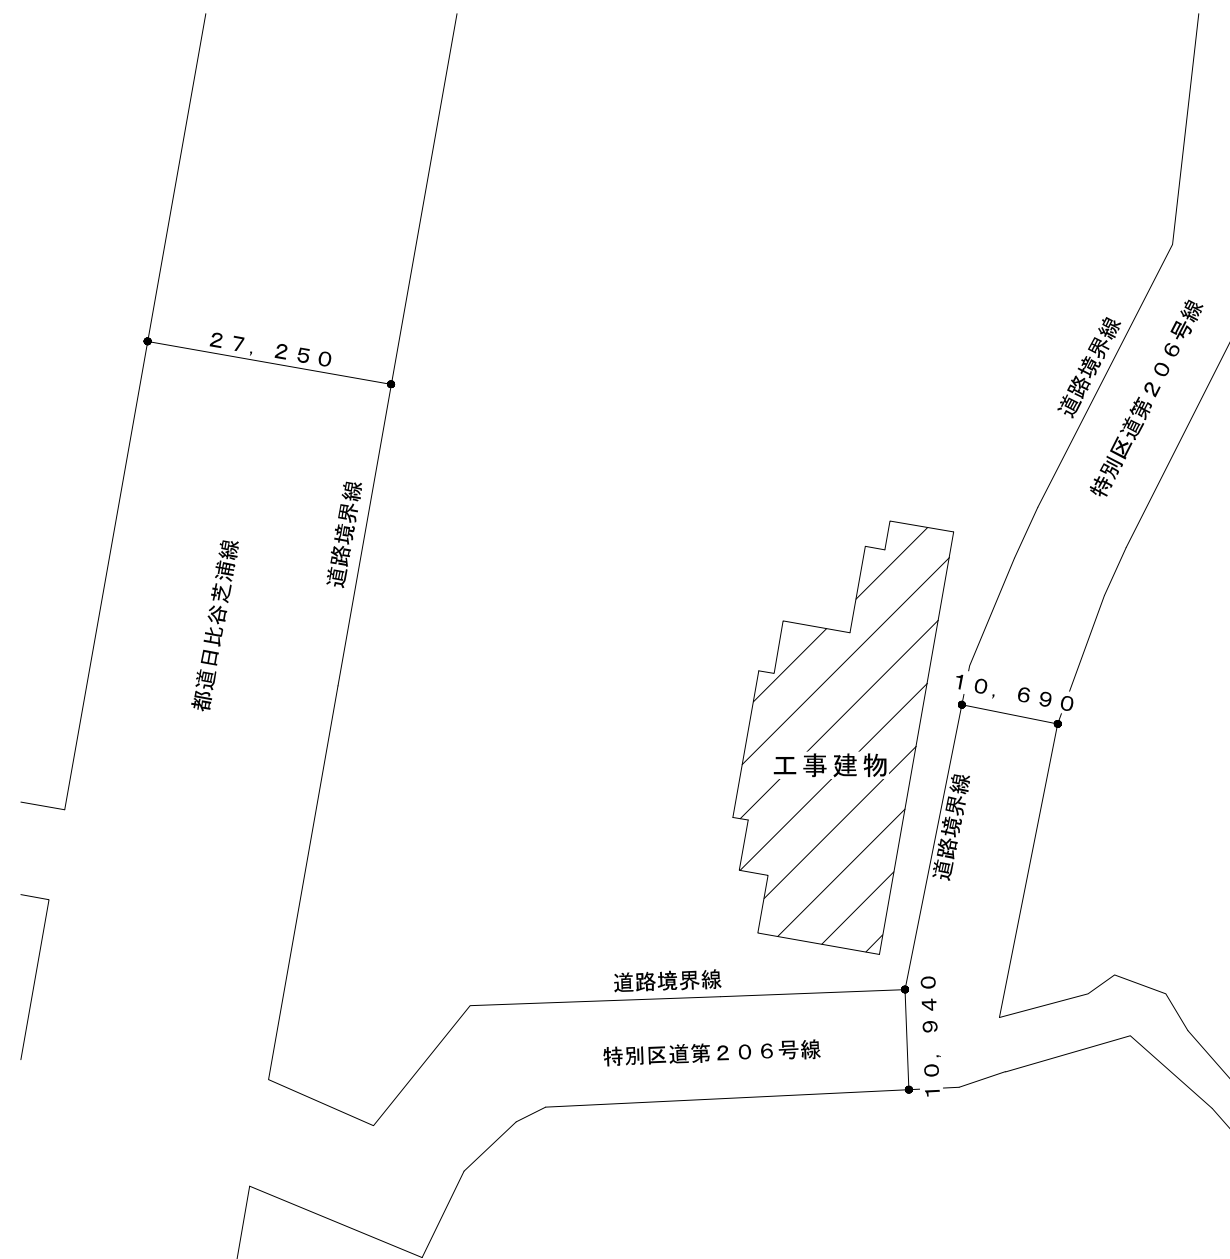 ２７，２５０
道路境界線
特別区道第２０６号線
道路境界線
都道日比谷芝浦線
１０，６９０
工事建物
道路境界線
道路境界線
１０，９４０
特別区道第２０６号線